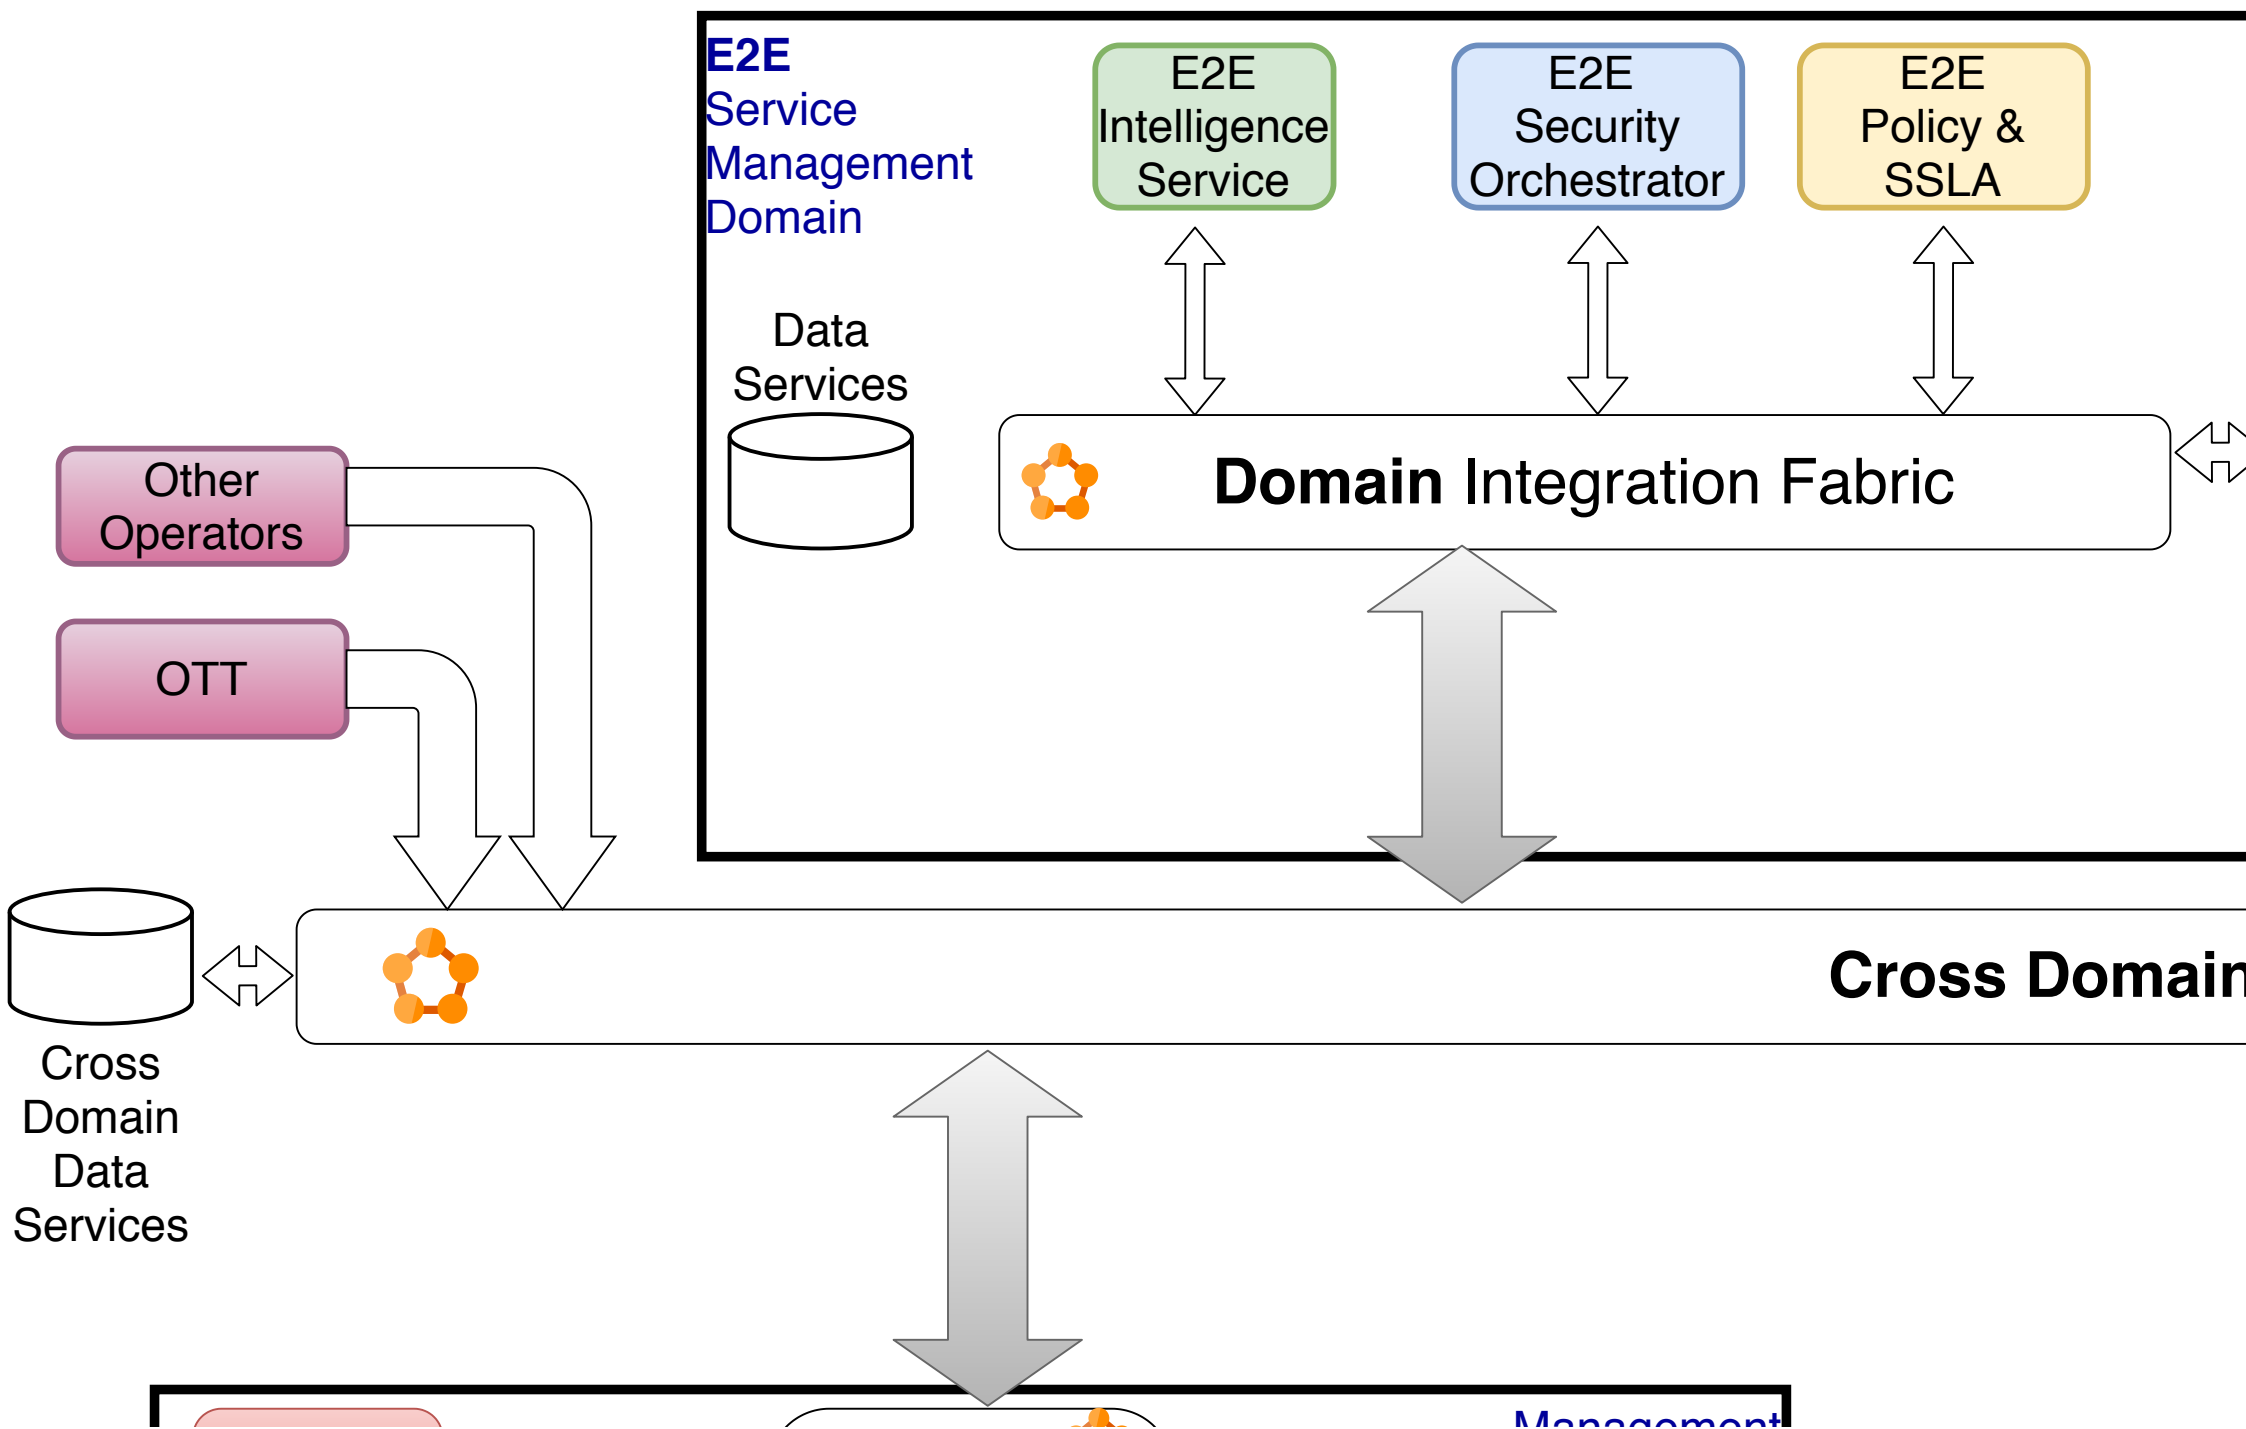 E2E
Service
Management
Domain
E2E
Intelligence
Service
E2E
Security
Orchestrator
E2E
Policy &
SSLA
Data
Services
Domain Integration Fabric
Other
Operators
OTT
Cross Domain
Cross
Domain
Data
Services
Management